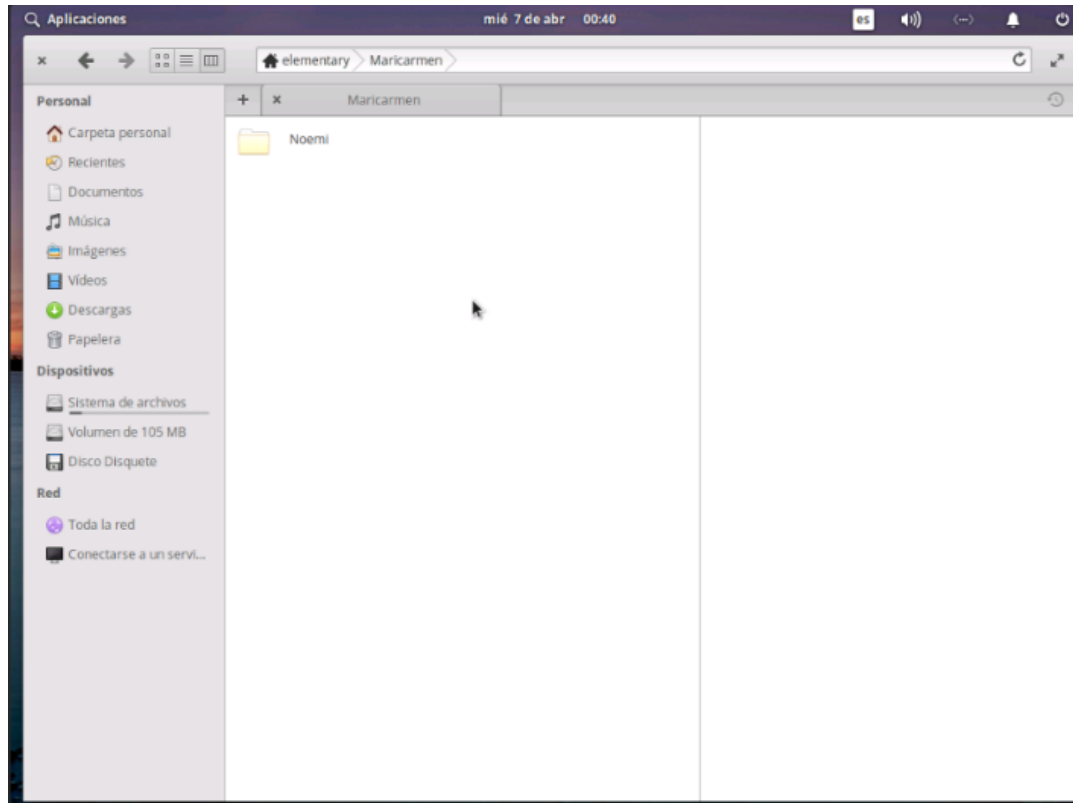 Aplicaciones mié 7 de abr 00:40 es
elementary Maricarmen
Personal
Maricarmen
Carpeta personal
Noemi
Recientes
Documentos
Música
Imágenes
Vídeos
Descargas
Papelera
Dispositivos
Sistema de archivos
Volumen de 105 MB
Disco Disquete
Red
Toda la red
Conectarse a un servi...